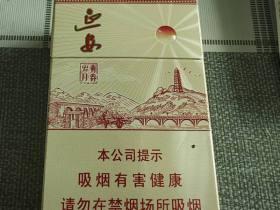 延安
本公司提示
吸烟有害健康
请勿在禁烟场所吸烟